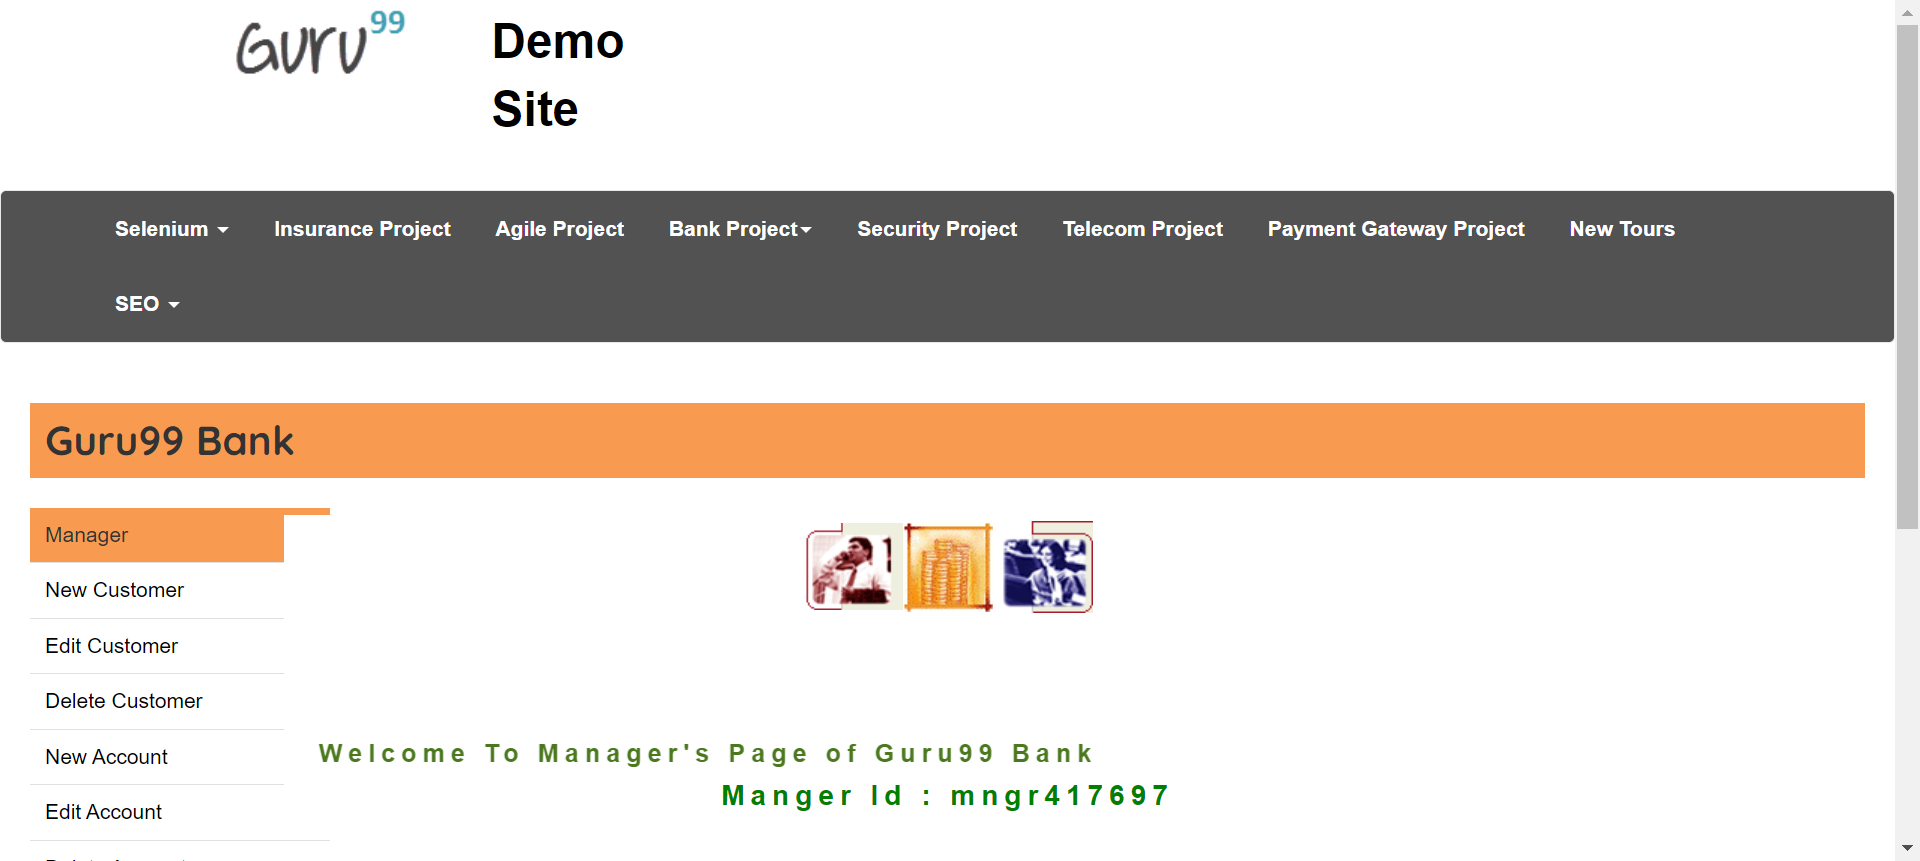 Guru99
Demo
Site
Selenium
Insurance Project
Agile Project
Bank Project
Security Project
Telecom Project
Payment Gateway Project
New Tours
SEO
Guru99 Bank
Manager
New Customer
Edit Customer
Delete Customer
New Account
Edit Account
Welcome To Manager's Page of Guru99 Bank
Manger Id : mngr417697